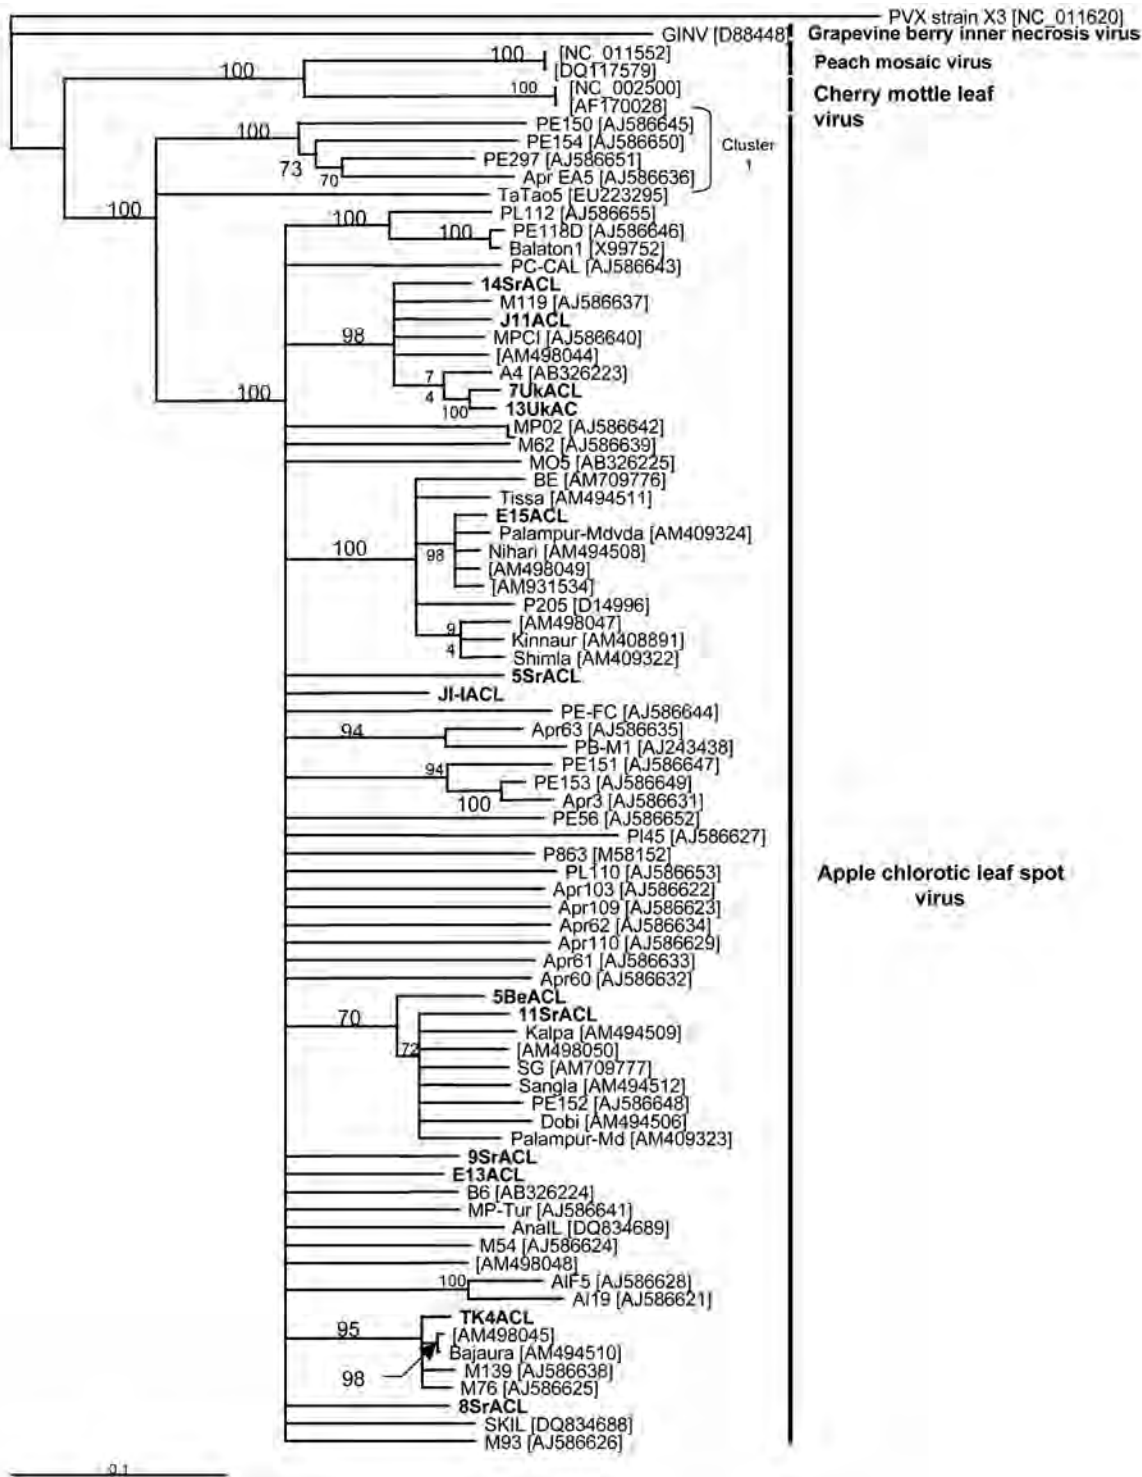 PVX strain X3 [NC_011620]
GINV [D88448] Grapevine berry inner necrosis virus
100 [NC_011552] Peach mosaic virus
100 [DQ117579]
100 [NC_002500] Cherry mottle leaf
[AF170028] virus
100 PE150 [AJ586645]
PE154 [AJ586650] Cluster
73 PE297 [AJ586651] 1
70 Apr EA5 [AJ586636]
TaTao5 [EU223295]
100 100 PL112 [AJ586655]
100 PE118D [AJ586646]
Balaton1 [X99752]
PC-CAL [AJ586643]
14SrACL
M119 [AJ586637]
J11ACL
98 MPCI [AJ586640]
[AM498044]
7 A4 [AB326223]
100 4 7UkACL
100 13UkAC
MP02 [AJ586642]
M62 [AJ586639]
MO5 [AB326225]
BE [AM709776]
Tissa [AM494511]
E15ACL
Palampur-Mdvda [AM409324]
100 98 Nihari [AM494508]
[AM498049]
[AM931534]
P205 [D14996]
9 [AM498047]
Kinnaur [AM408891]
4 Shimla [AM409322]
5SrACL
JI-IACL
PE-FC [AJ586644]
94 Apr63 [AJ586635]
PB-M1 [AJ243438]
94 PE151 [AJ586647]
PE153 [AJ586649]
100 Apr3 [AJ586631]
PE56 [AJ586652]
PI45 [AJ586627]
P863 [M58152]
PL110 [AJ586653] Apple chlorotic leaf spot
Apr103 [AJ586622] virus
Apr109 [AJ586623]
Apr62 [AJ586634]
Apr110 [AJ586629]
Apr61 [AJ586633]
Apr60 [AJ586632]
5BeACL
70 11SrACL
Kalpa [AM494509]
72 [AM498050]
SG [AM709777]
Sangla [AM494512]
PE152 [AJ586648]
Dobi [AM494506]
Palampur-Md [AM409323]
9SrACL
E13ACL
B6 [AB326224]
MP-Tur [AJ586641]
AnaIL [DQ834689]
M54 [AJ586624]
[AM498048]
100 AIF5 [AJ586628]
AI19 [AJ586621]
TK4ACL
95 [AM498045]
Bajaura [AM494510]
98 M139 [AJ586638]
M76 [AJ586625]
8SrACL
SKIL [DQ834688]
M93 [AJ586626]
0.1